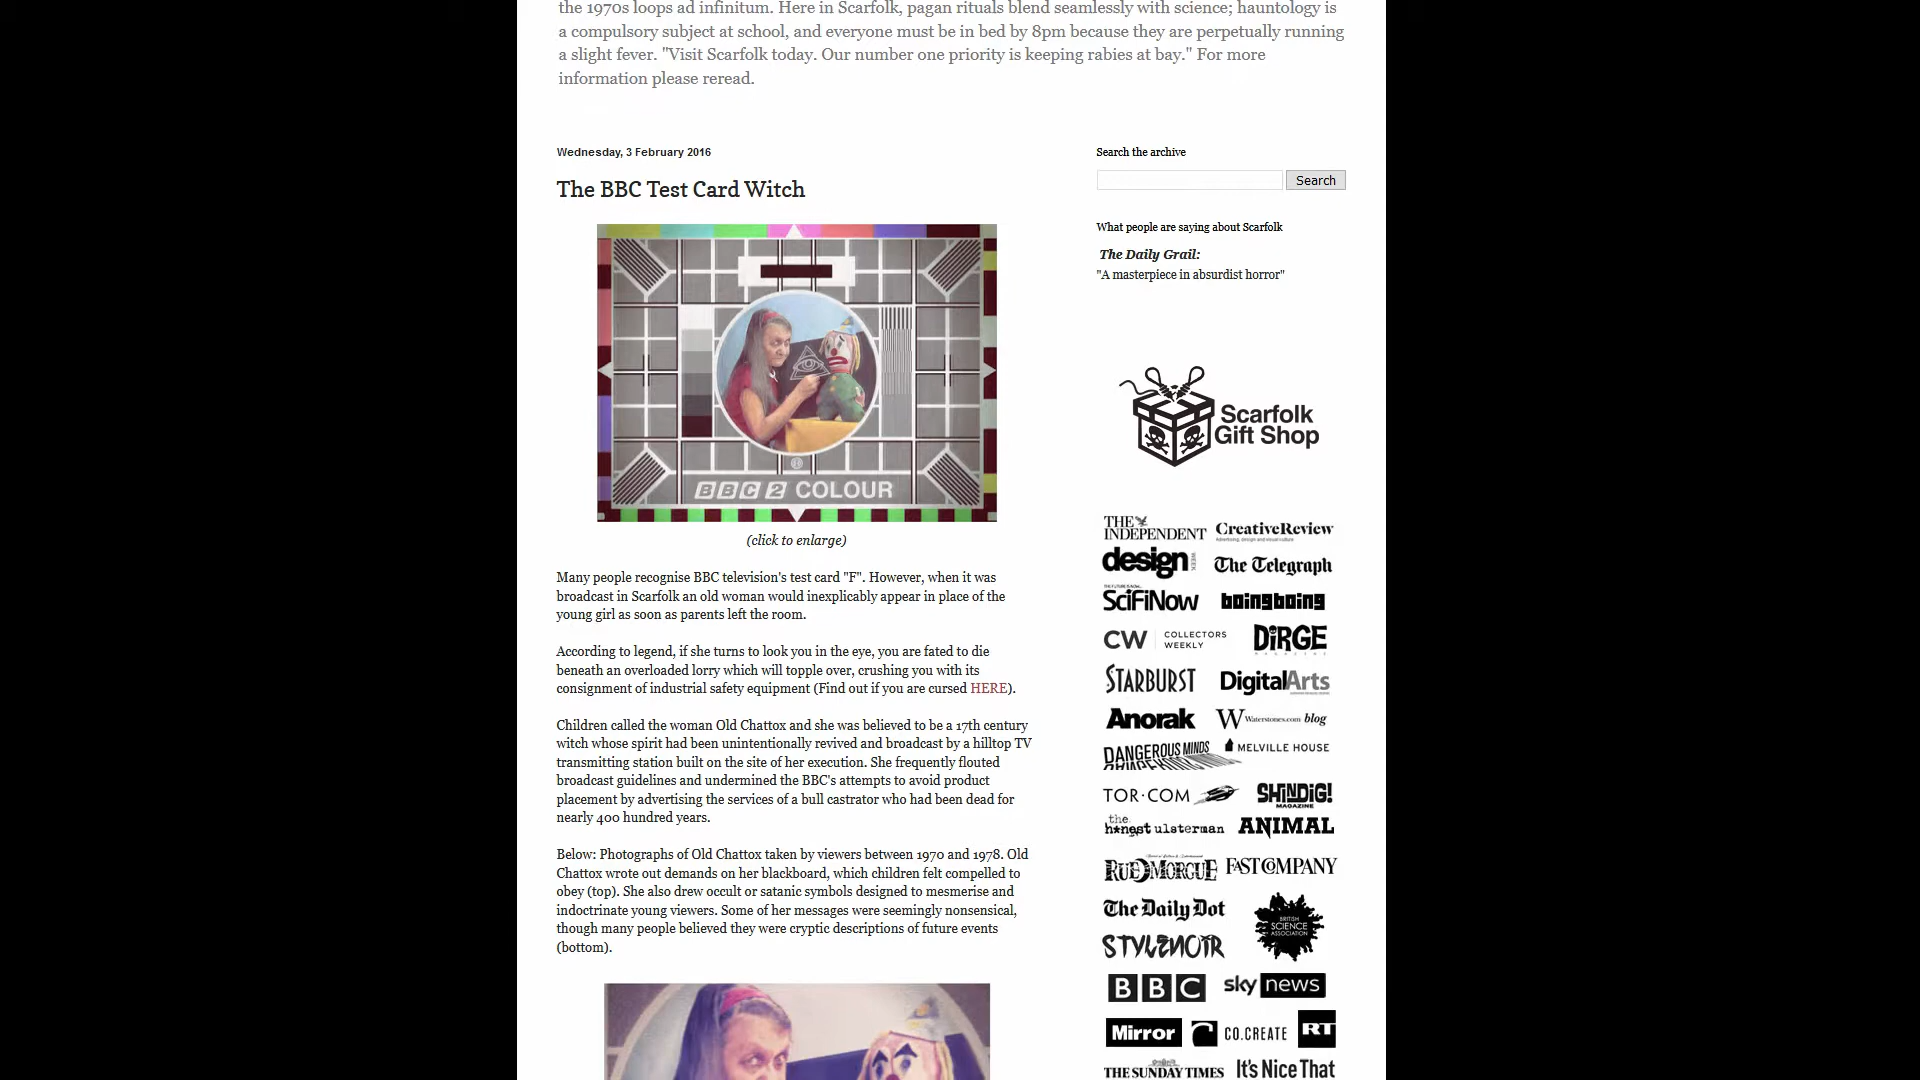 the 1970s loops ad infinitum. Here in Scarfolk, pagan rituals blend seamlessly with science; hauntology is
a compulsory subject at school, and everyone must be in bed by 8pm because they are perpetually running
a slight fever. "Visit Scarfolk today. Our number one priority is keeping rabies at bay." For more
information please reread.
Wednesday, 3 February 2016
The BBC Test Card Witch
BBC 2 COLOUR
(click to enlarge)
Many people recognise BBC television's test card "F". However, when it was
broadcast in Scarfolk an old woman would inexplicably appear in place of the
young girl as soon as parents left the room.
According to legend, if she turns to look you in the eye, you are fated to die
beneath an overloaded lorry which will topple over, crushing you with its
consignment of industrial safety equipment (Find out if you are cursed HERE).
Children called the woman Old Chattox and she was believed to be a 17th century
witch whose spirit had been unintentionally revived and broadcast by a hilltop TV
transmitting station built on the site of her execution. She frequently flouted
broadcast guidelines and undermined the BBC's attempts to avoid product
placement by advertising the services of a bull castrator who had been dead for
nearly 400 hundred years.
Below: Photographs of Old Chattox taken by viewers between 1970 and 1978. Old
Chattox wrote out demands on her blackboard, which children felt compelled to
obey (top). She also drew occult or satanic symbols designed to mesmerise and
indoctrinate young viewers. Some of her messages were seemingly nonsensical,
though many people believed they were cryptic descriptions of future events
(bottom).
Search the archive
Search
What people are saying about Scarfolk
The Daily Grail:
"A masterpiece in absurdist horror"
Scarfolk
Gift Shop
THE
INDEPENDENT
CreativeReview
design WEEK
The Telegraph
SciFiNow
boingboing
CW COLLECTORS
WEEKLY
DiRGE
STARBURST
DigitalArts
Anorak
W Waterstones.com blog
DANGEROUS MINDS
MELVILLE HOUSE
TOR·COM
SHiNDiG!
MAGAZINE
the
h*nest ulsterman
ANIMAL
RUE MORGUE
FAST COMPANY
The Daily Dot
BRITISH
SCIENCE
ASSOCIATION
STYLENOIR
BBC
sky news
Mirror
CO.CREATE
RT
THE SUNDAY TIMES
It's Nice That